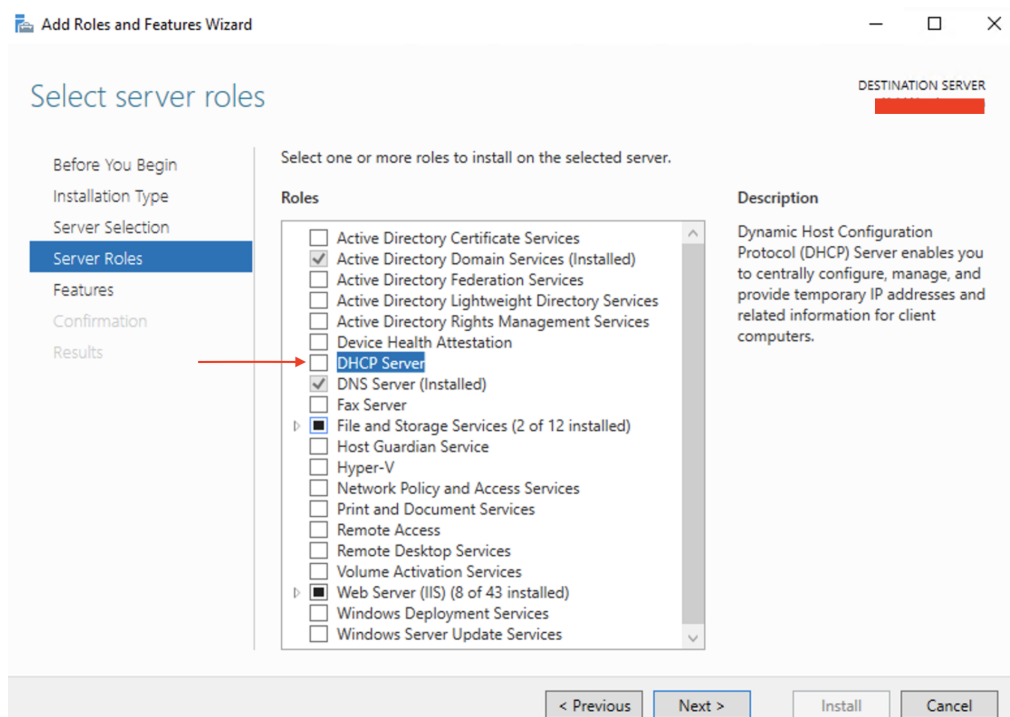 Add Roles and Features Wizard
Select server roles
DESTINATION SERVER
Before You Begin
Installation Type
Server Selection
Server Roles
Features
Confirmation
Results
Select one or more roles to install on the selected server.
Roles
Active Directory Certificate Services
Active Directory Domain Services (Installed)
Active Directory Federation Services
Active Directory Lightweight Directory Services
Active Directory Rights Management Services
Device Health Attestation
DHCP Server
DNS Server (Installed)
Fax Server
File and Storage Services (2 of 12 installed)
Host Guardian Service
Hyper-V
Network Policy and Access Services
Print and Document Services
Remote Access
Remote Desktop Services
Volume Activation Services
Web Server (IIS) (8 of 43 installed)
Windows Deployment Services
Windows Server Update Services
Description
Dynamic Host Configuration
Protocol (DHCP) Server enables you
to centrally configure, manage, and
provide temporary IP addresses and
related information for client
computers.
< Previous
Next >
Install
Cancel